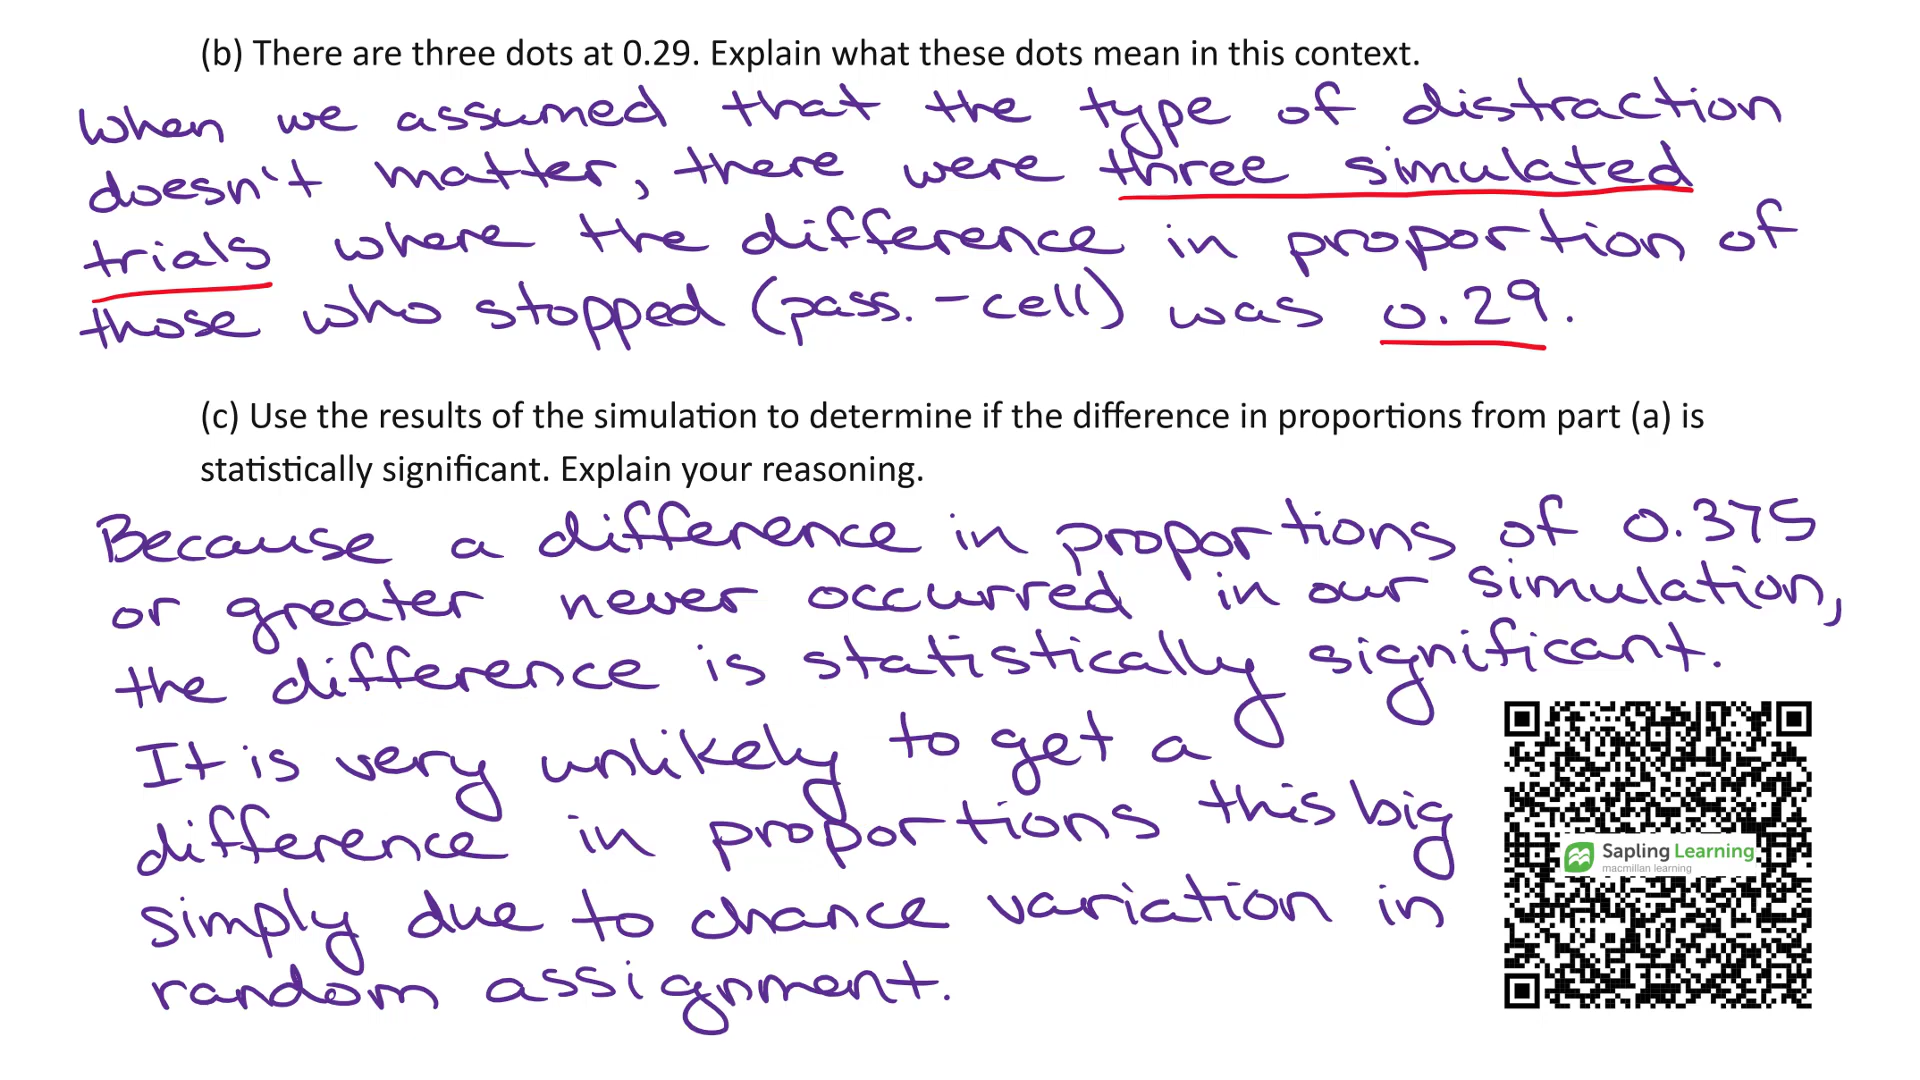 (b) There are three dots at 0.29. Explain what these dots mean in this context.
When we assumed that the type of distraction
doesn't matter, there were three simulated
trials where the difference in proportion of
those who stopped (pass. - cell) was 0.29.
(c) Use the results of the simulation to determine if the difference in proportions from part (a) is
statistically significant. Explain your reasoning.
Because a difference in proportions of 0.375
or greater never occurred in our simulation,
the difference is statistically significant.
It is very unlikely to get a
difference in proportions this big
simply due to chance variation in
random assignment.
Sapling Learning
macmillan learning